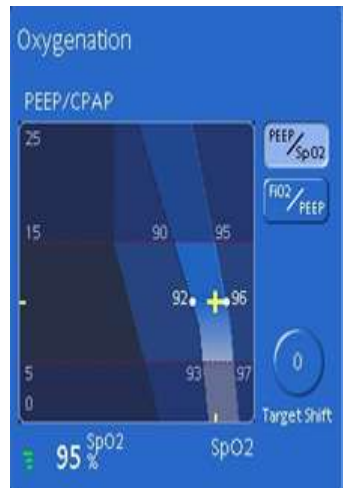 Oxygenation
PEEP/CPAP
25
PEEP/SpO2
FiO2/PEEP
15 90 95
92 96
5 93 97
0
0
Target Shift
95 SpO2 %
SpO2